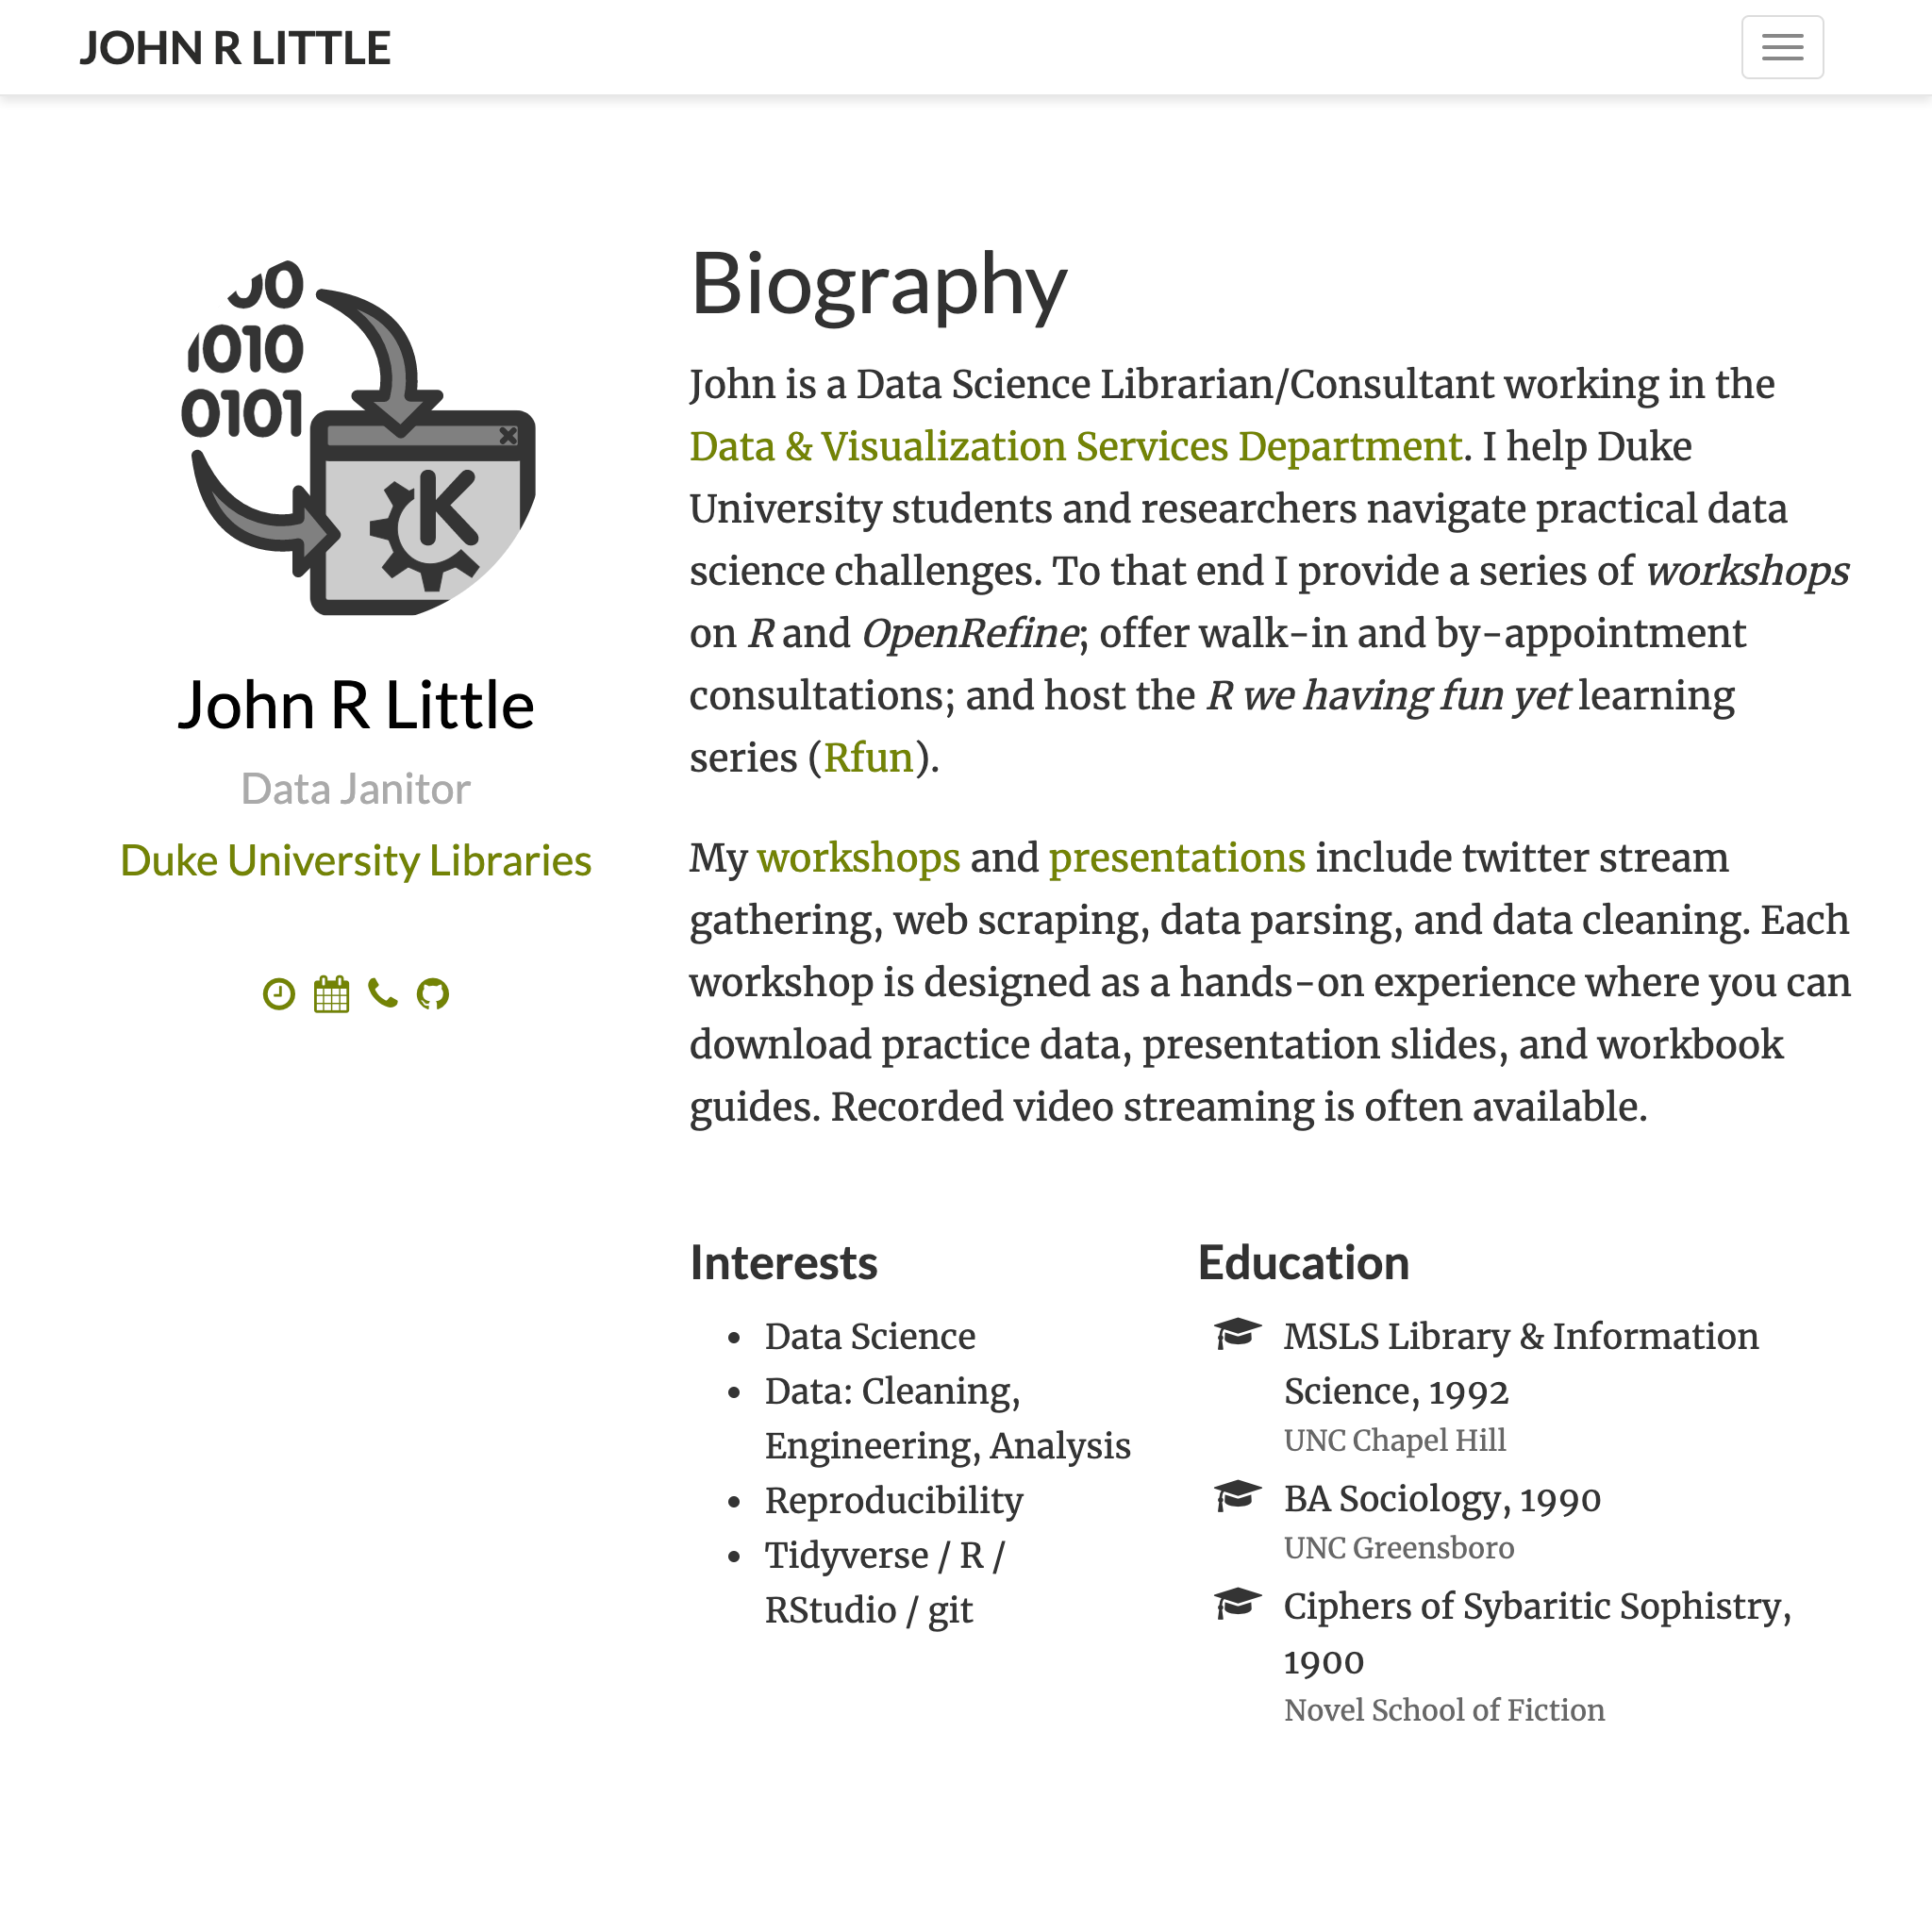 JOHN R LITTLE
00
1010
0101
K
John R Little
Data Janitor
Duke University Libraries
Biography
John is a Data Science Librarian/Consultant working in the
Data & Visualization Services Department. I help Duke
University students and researchers navigate practical data
science challenges. To that end I provide a series of workshops
on R and OpenRefine; offer walk-in and by-appointment
consultations; and host the R we having fun yet learning
series (Rfun).
My workshops and presentations include twitter stream
gathering, web scraping, data parsing, and data cleaning. Each
workshop is designed as a hands-on experience where you can
download practice data, presentation slides, and workbook
guides. Recorded video streaming is often available.
Interests
• Data Science
• Data: Cleaning,
Engineering, Analysis
• Reproducibility
• Tidyverse / R /
RStudio / git
Education
MSLS Library & Information
Science, 1992
UNC Chapel Hill
BA Sociology, 1990
UNC Greensboro
Ciphers of Sybaritic Sophistry,
1900
Novel School of Fiction